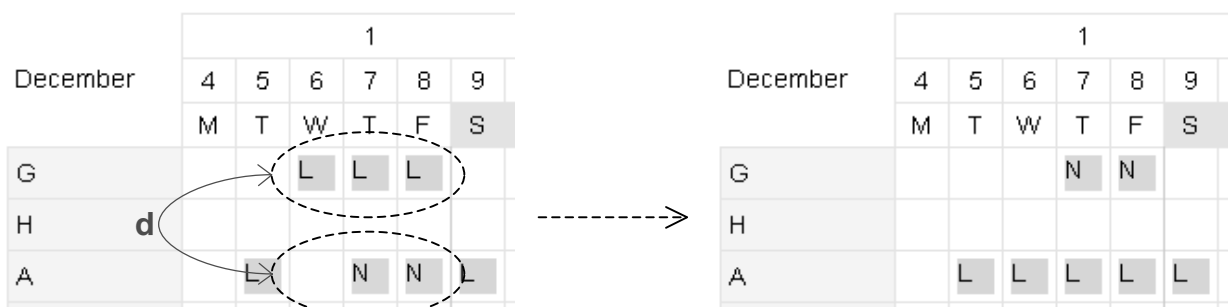 1
December 4 5 6 7 8 9
M T W T F S
G L L L
H
d
A L N N L
1
December 4 5 6 7 8 9
M T W T F S
G N N
H
A L L L L L